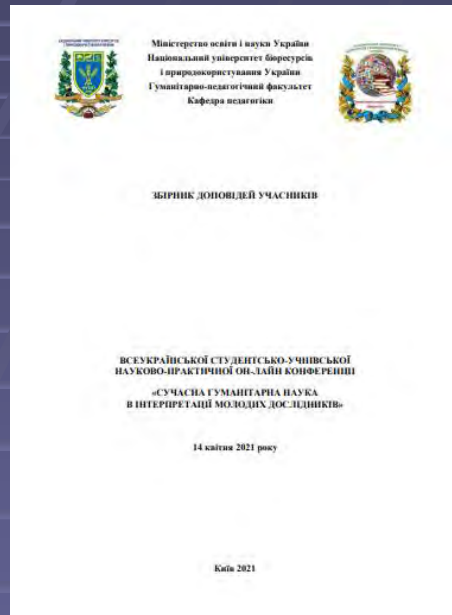 Міністерство освіти і науки України
Національний університет біоресурсів
і природокористування України
Гуманітарно-педагогічний факультет
Кафедра педагогіки
ЗБІРНИК ДОПОВІДЕЙ УЧАСНИКІВ
ВСЕУКРАЇНСЬКОЇ СТУДЕНТСЬКО-УЧНІВСЬКОЇ
НАУКОВО-ПРАКТИЧНОЇ ОН-ЛАЙН КОНФЕРЕНЦІЇ
«СУЧАСНА ГУМАНІТАРНА НАУКА
В ІНТЕРПРЕТАЦІЇ МОЛОДИХ ДОСЛІДНИКІВ»
14 квітня 2021 року
Київ 2021